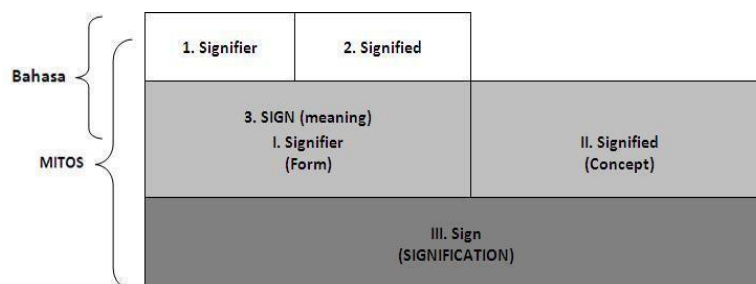 1. Signifier
2. Signified
Bahasa
3. SIGN (meaning)
I. Signifier
(Form)
II. Signified
(Concept)
MITOS
III. Sign
(SIGNIFICATION)